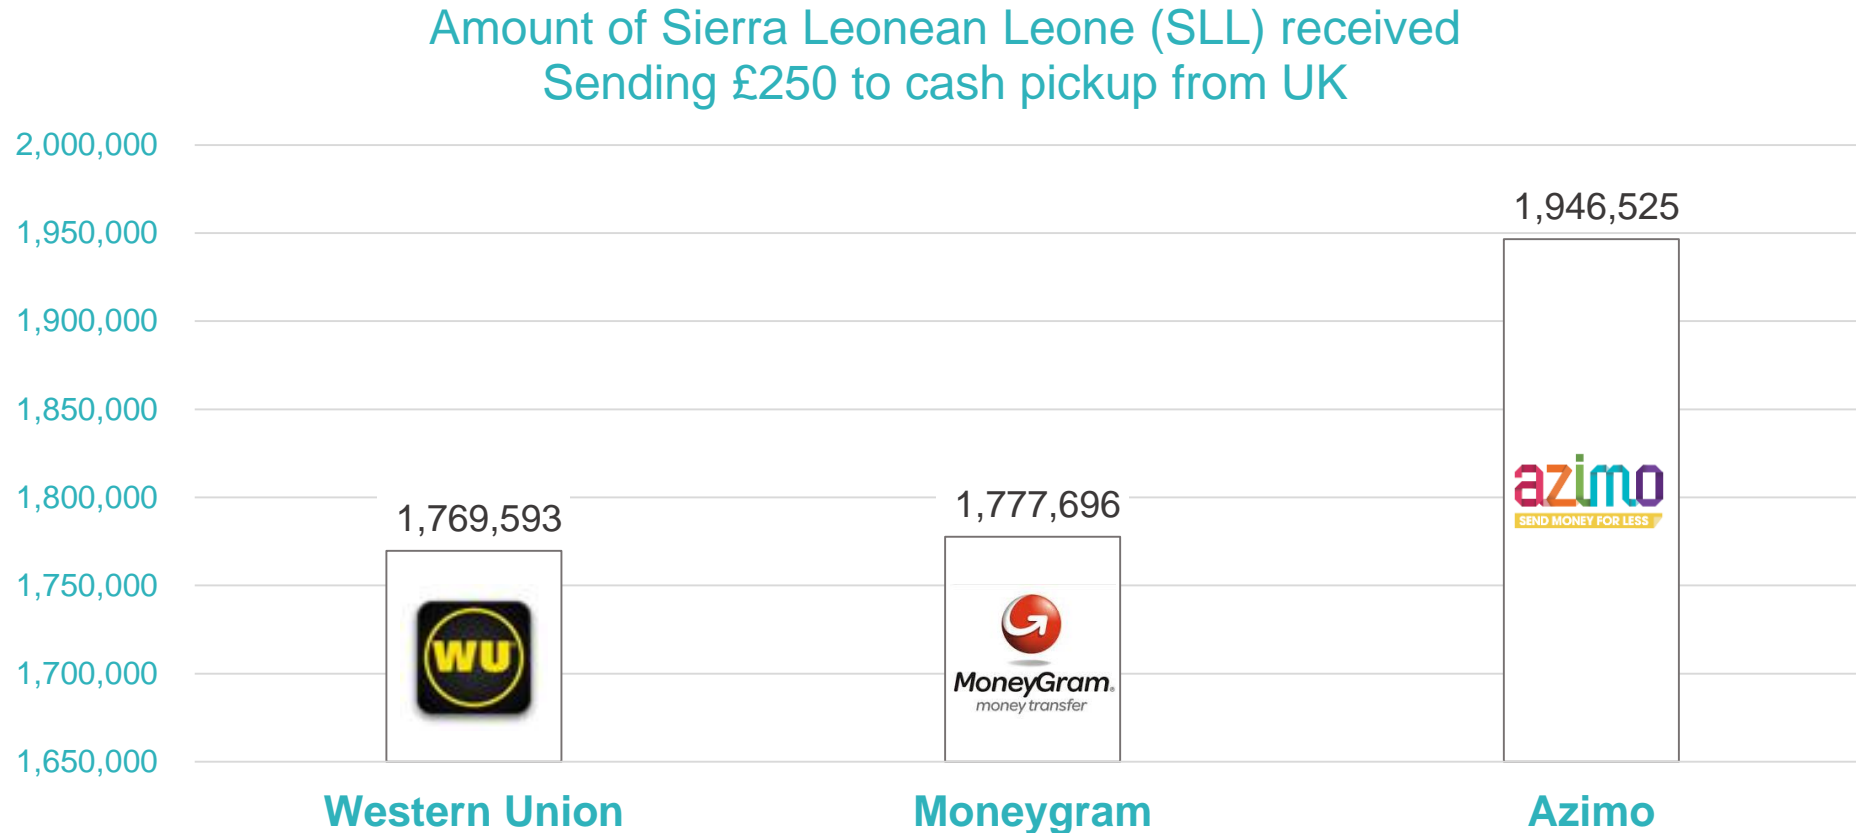 Amount of Sierra Leonean Leone (SLL) received
Sending £250 to cash pickup from UK
2,000,000
1,950,000
1,900,000
1,850,000
1,800,000
1,750,000
1,700,000
1,650,000
1,769,593
1,777,696
1,946,525
WU
MoneyGram.
money transfer
azimo
SEND MONEY FOR LESS
Western Union
Moneygram
Azimo